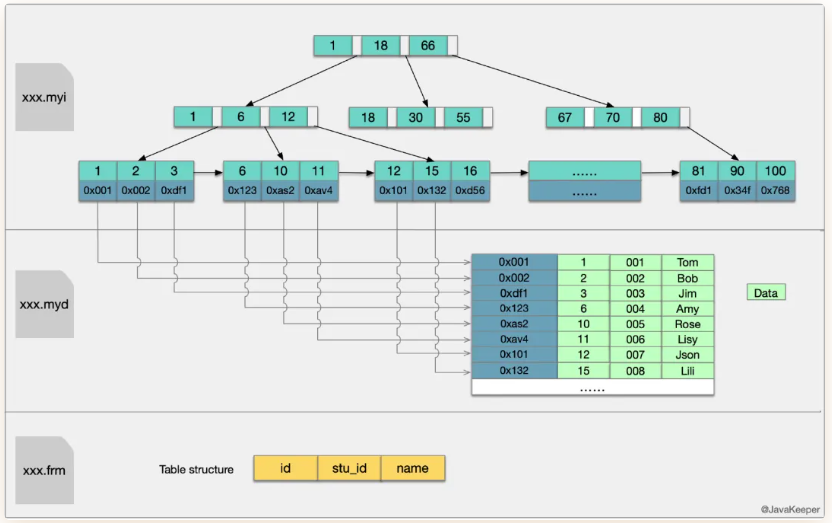 1 18 66
xxx.myi
1 6 12 18 30 55 67 70 80
1 2 3 6 10 11 12 15 16 ...... 81 90 100
0x001 0x002 0xdf1 0x123 0xas2 0xav4 0x101 0x132 0xd56 ...... 0xfd1 0x34f 0x768
0x001 1 001 Tom
0x002 2 002 Bob
0xdf1 3 003 Jim
xxx.myd
Data
0x123 6 004 Amy
0xas2 10 005 Rose
0xav4 11 006 Lisy
0x101 12 007 Json
0x132 15 008 Lili
......
xxx.frm
Table structure id stu_id name
@JavaKeeper